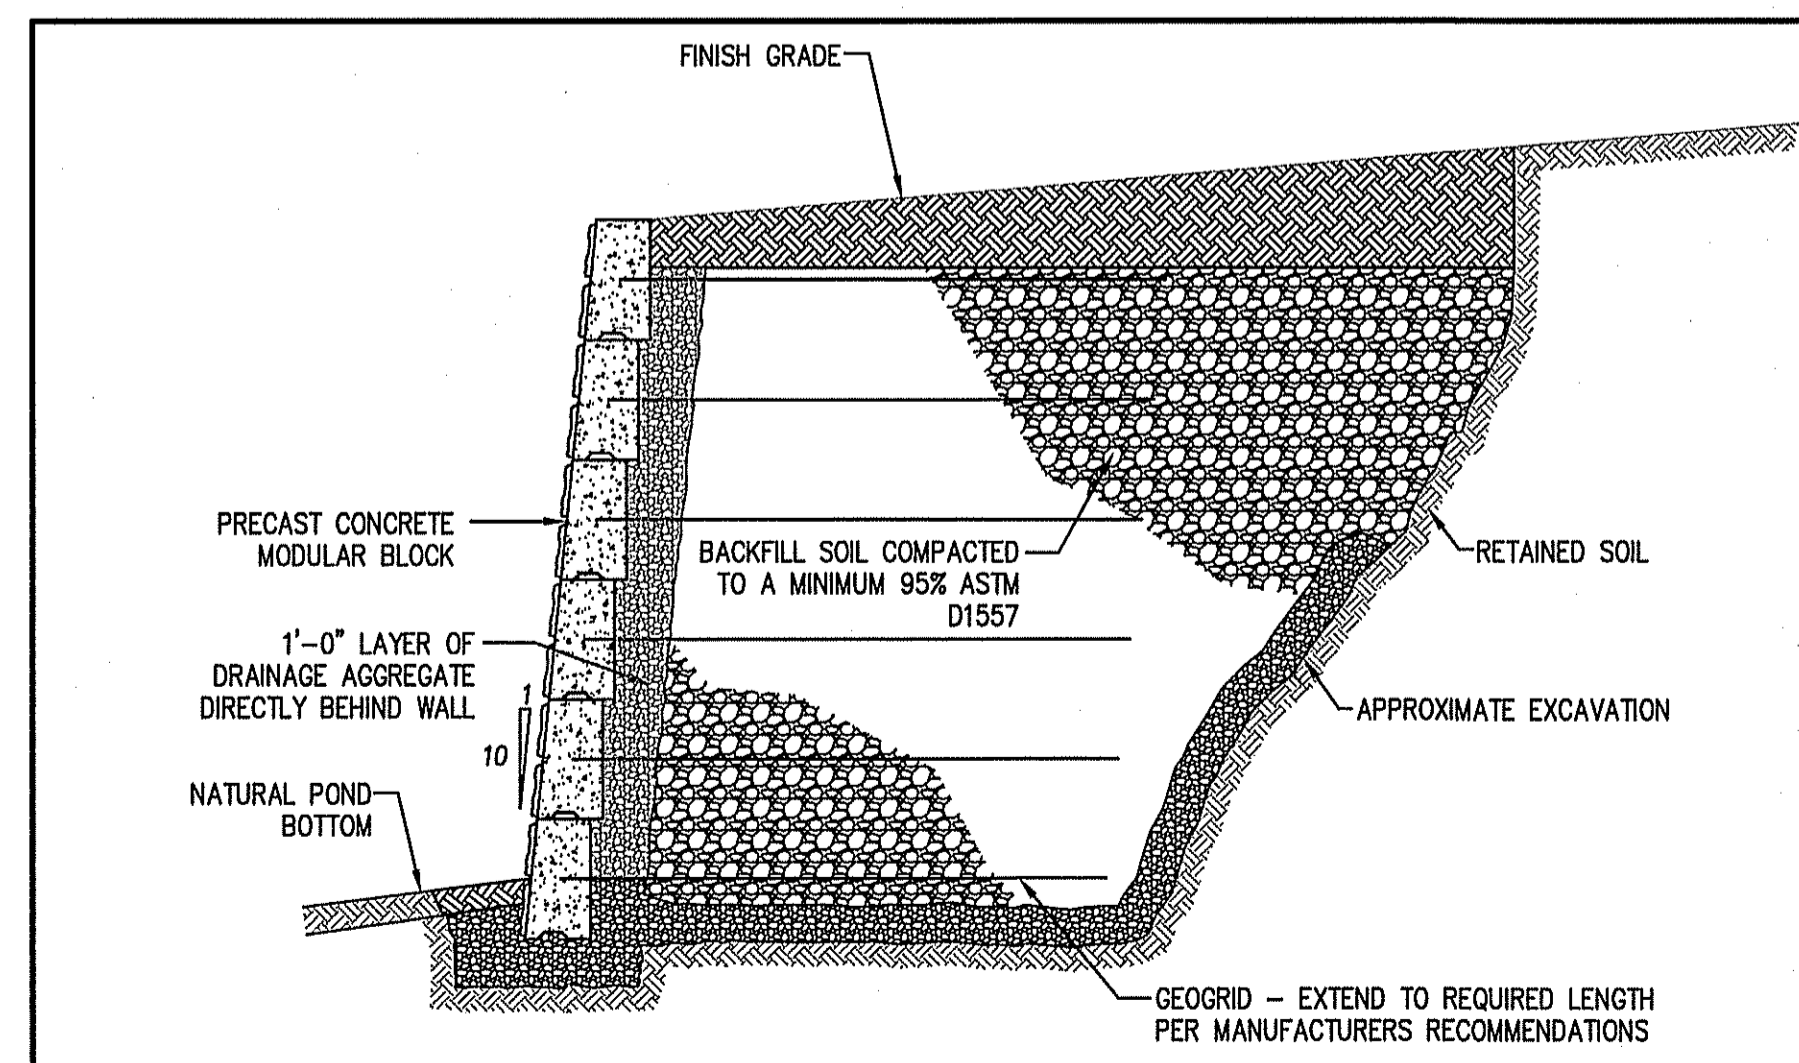 FINISH GRADE
PRECAST CONCRETE
MODULAR BLOCK
BACKFILL SOIL COMPACTED
TO A MINIMUM 95% ASTM
D1557
RETAINED SOIL
1'-0" LAYER OF
DRAINAGE AGGREGATE
DIRECTLY BEHIND WALL
1
10
APPROXIMATE EXCAVATION
NATURAL POND
BOTTOM
GEOGRID - EXTEND TO REQUIRED LENGTH
PER MANUFACTURERS RECOMMENDATIONS